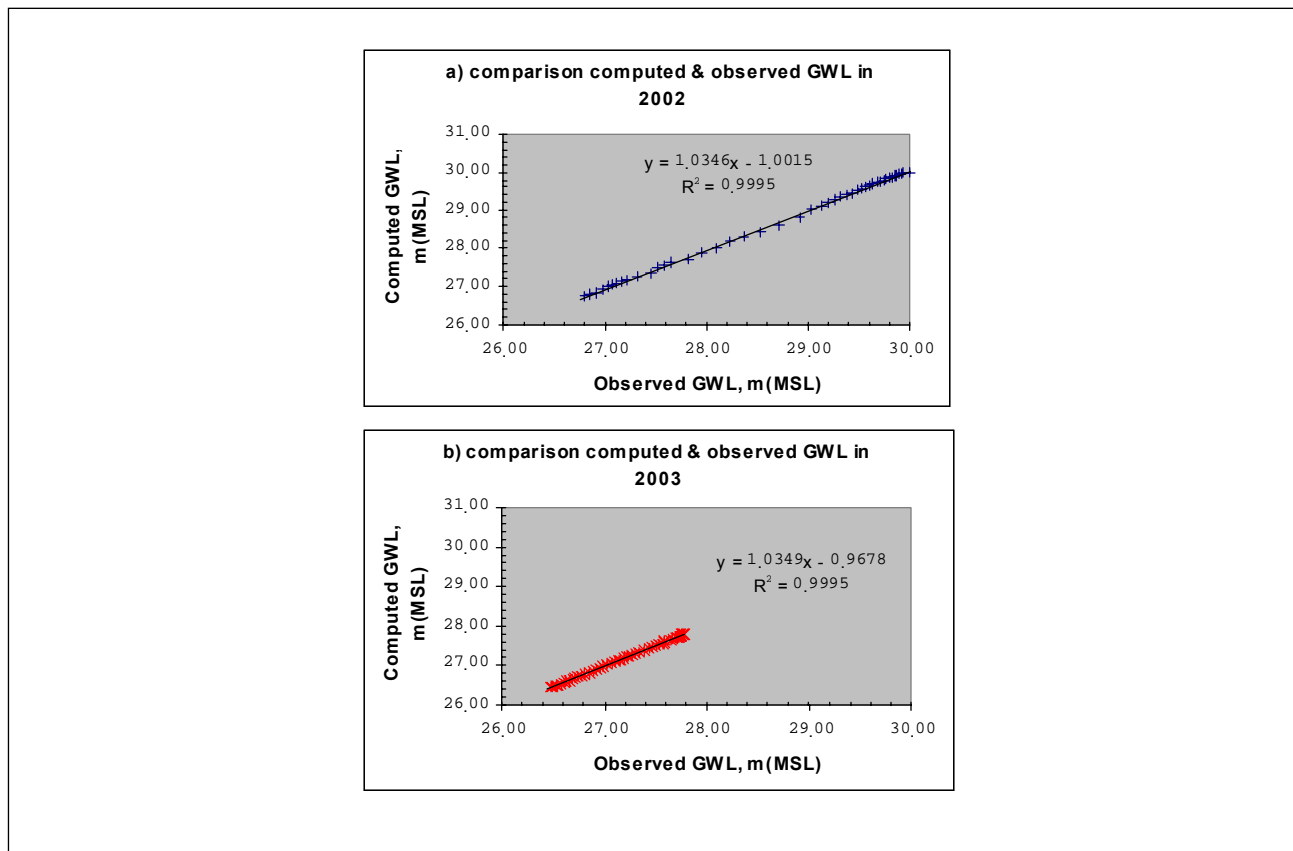 a) comparison computed & observed GWL in
2002
Computed GWL,
m(MSL)
31.00
30.00
29.00
28.00
27.00
26.00
y = 1.0346x - 1.0015
R² = 0.9995
26.00 27.00 28.00 29.00 30.00
Observed GWL, m(MSL)
b) comparison computed & observed GWL in
2003
Computed GWL,
m(MSL)
31.00
30.00
29.00
28.00
27.00
26.00
y = 1.0349x - 0.9678
R² = 0.9995
26.00 27.00 28.00 29.00 30.00
Observed GWL, m(MSL)